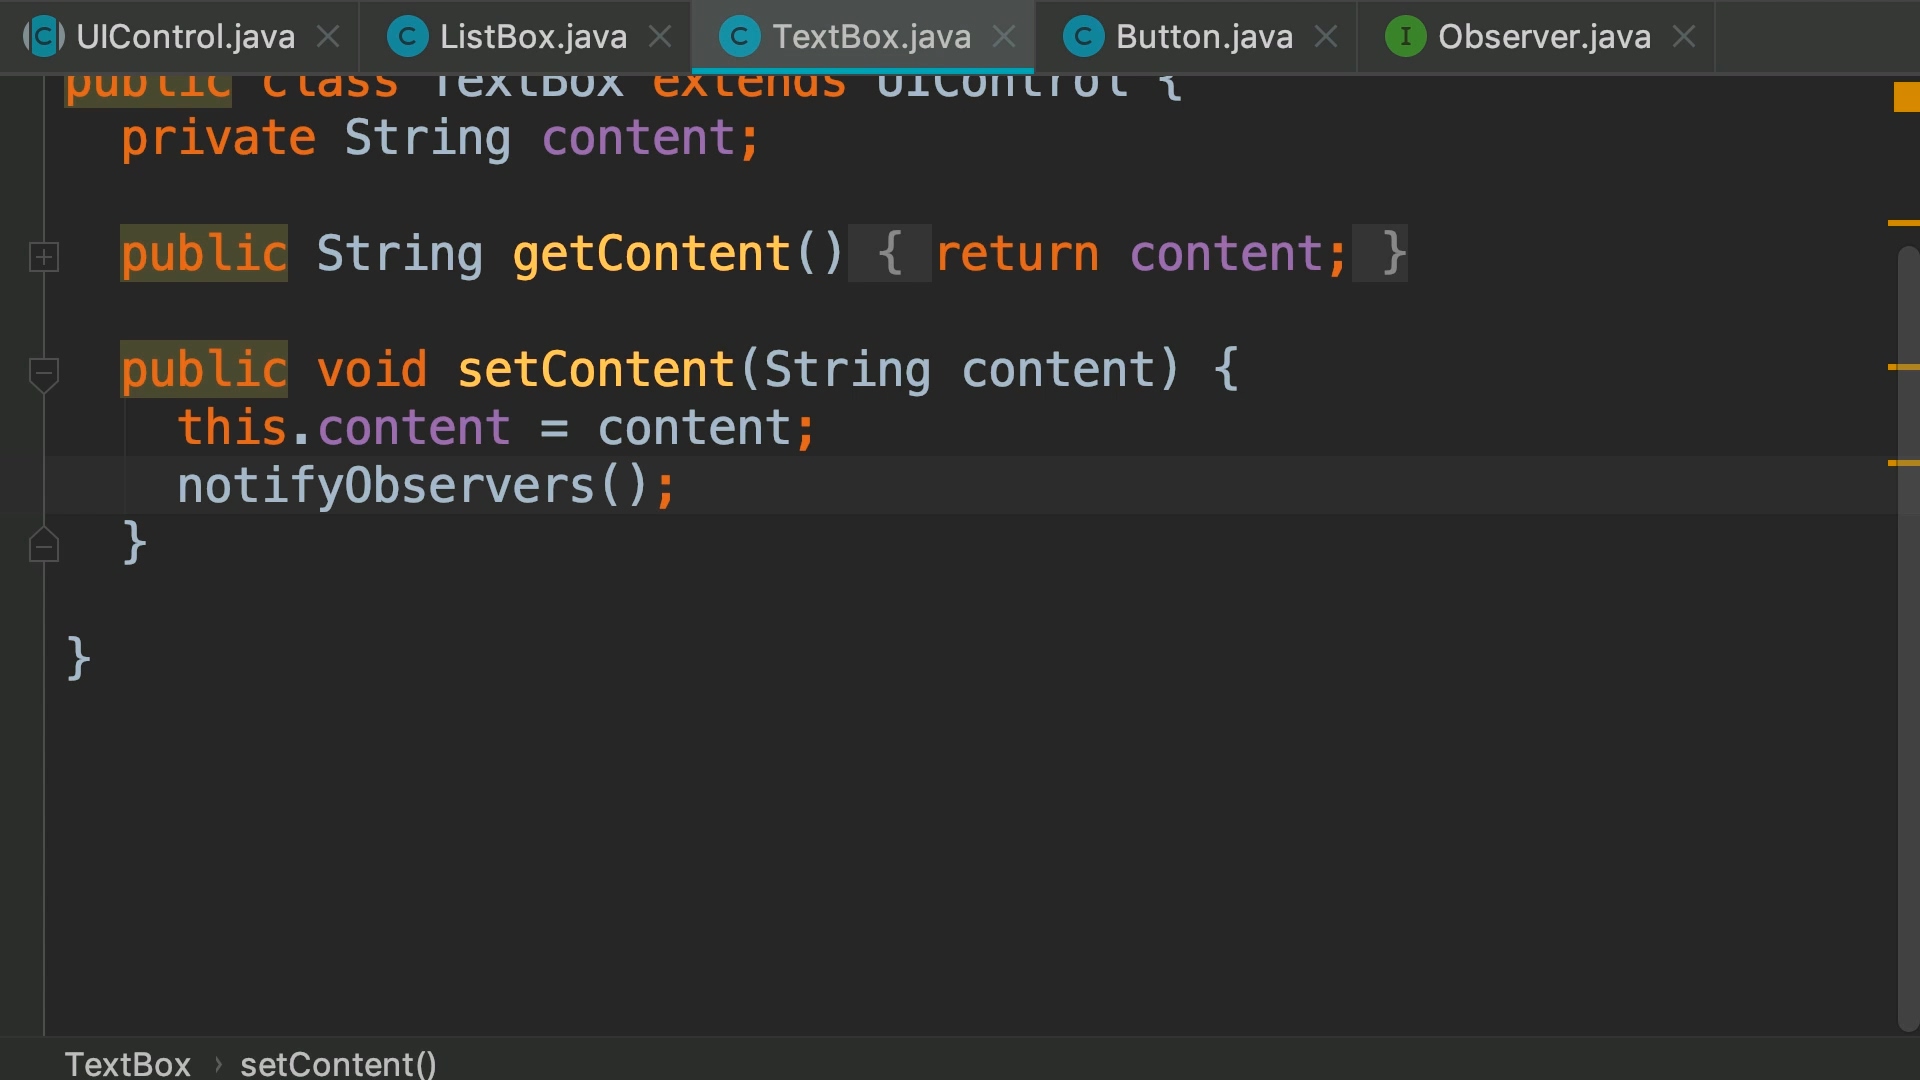 UIControl.java ListBox.java TextBox.java Button.java Observer.java
public class TextBox extends UIControl {
private String content;
public String getContent() { return content; }
public void setContent(String content) {
this.content = content;
notifyObservers();
}
}
TextBox › setContent()